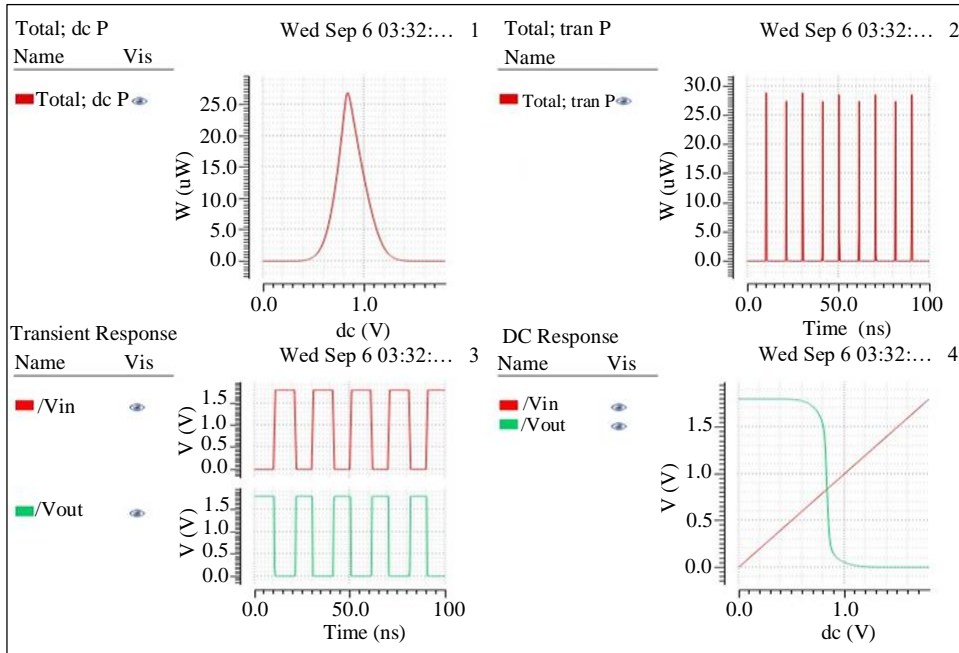 Total; dc P Wed Sep 6 03:32:... 1
Name Vis
Total; dc P
25.0
20.0
15.0
10.0
5.0
0.0
W (uW)
0.0 1.0
dc (V)
Total; tran P Wed Sep 6 03:32:... 2
Name
Total; tran P
30.0
25.0
20.0
15.0
10.0
5.0
0.0
W (uW)
0.0 50.0 100
Time (ns)
Transient Response Wed Sep 6 03:32:... 3
Name Vis
/Vin
1.5
1.0
0.5
0.0
V (V)
/Vout
1.5
1.0
0.5
0.0
V (V)
0.0 50.0 100
Time (ns)
DC Response Wed Sep 6 03:32:... 4
Name Vis
/Vin
/Vout
1.5
1.0
0.5
0.0
V (V)
0.0 1.0
dc (V)